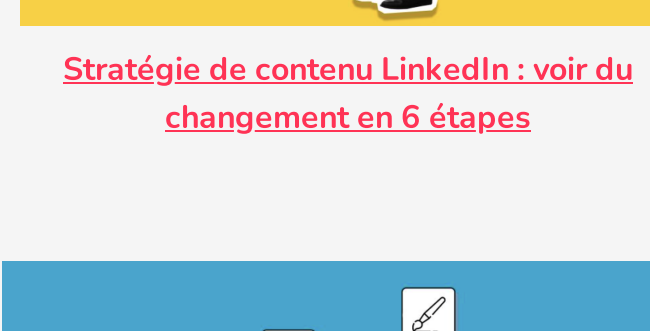 Stratégie de contenu LinkedIn : voir du
changement en 6 étapes